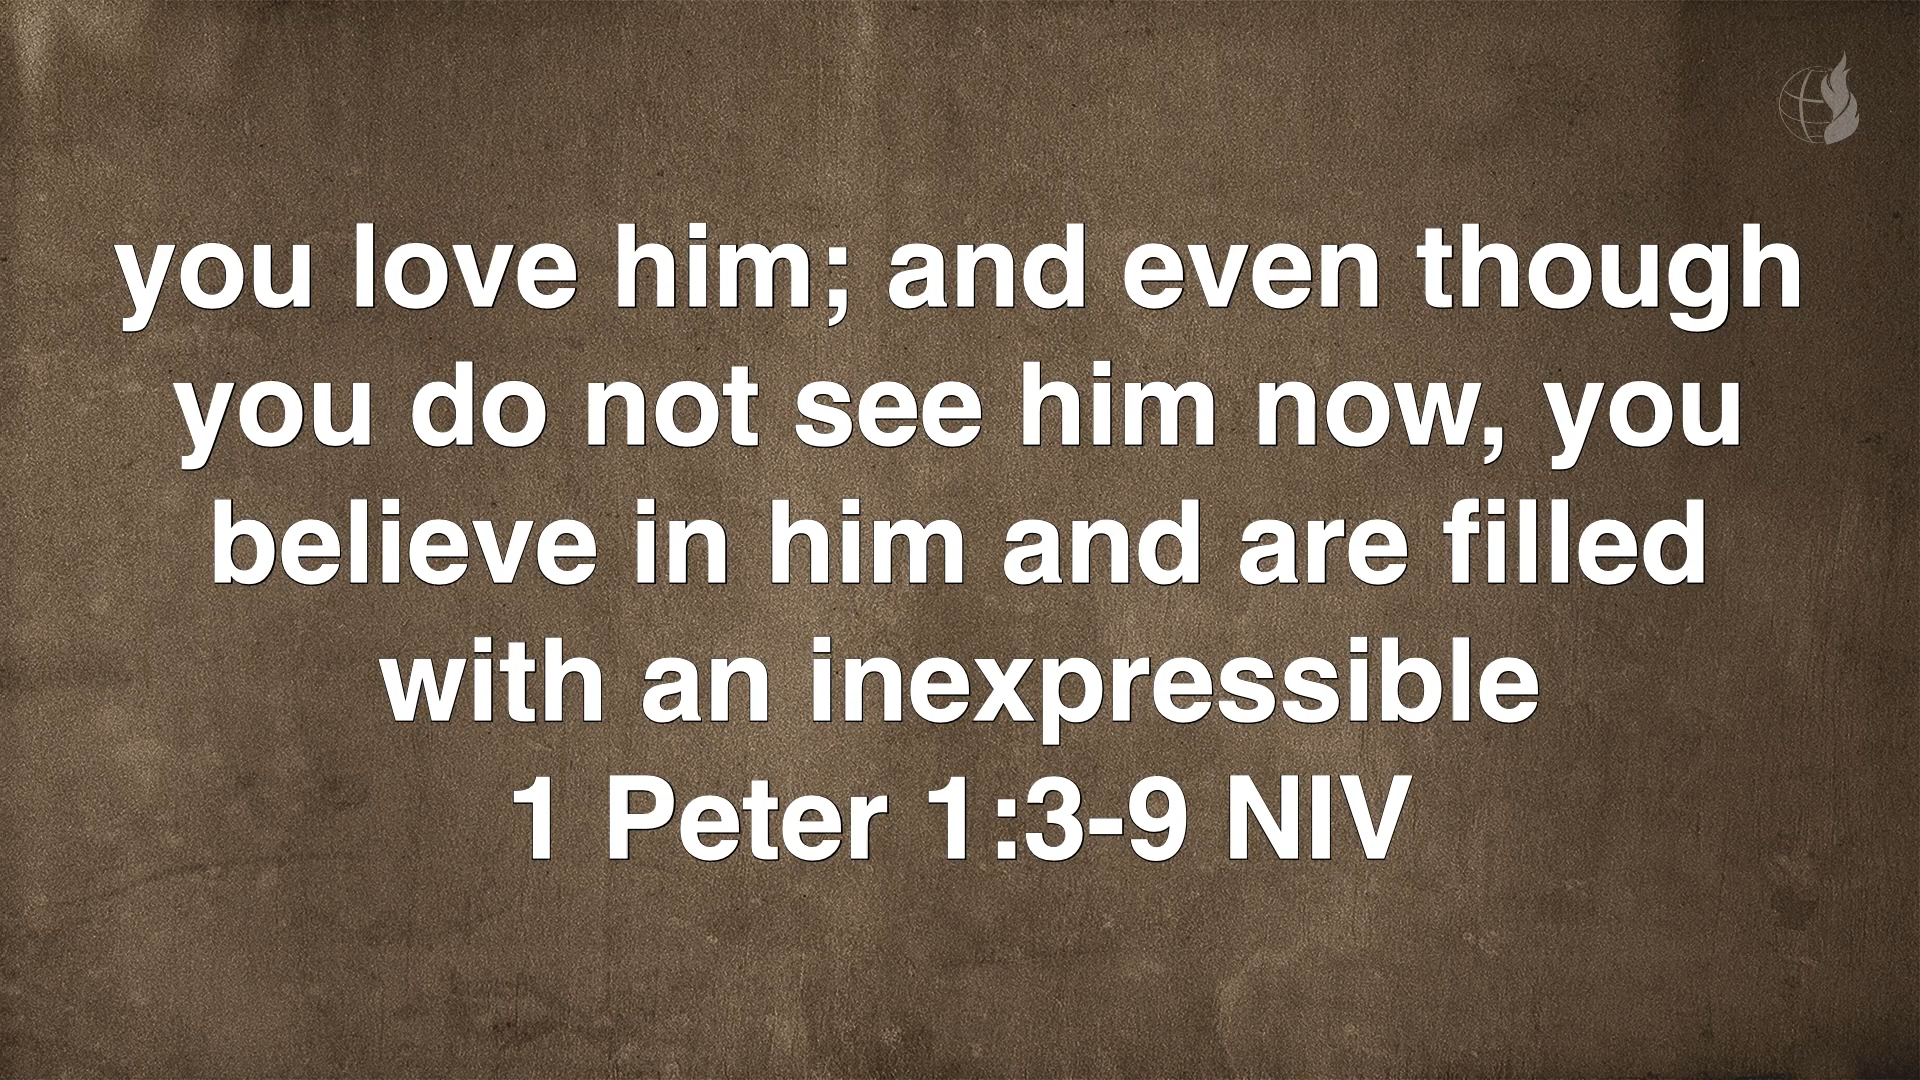 you love him; and even though
you do not see him now, you
believe in him and are filled
with an inexpressible
1 Peter 1:3-9 NIV